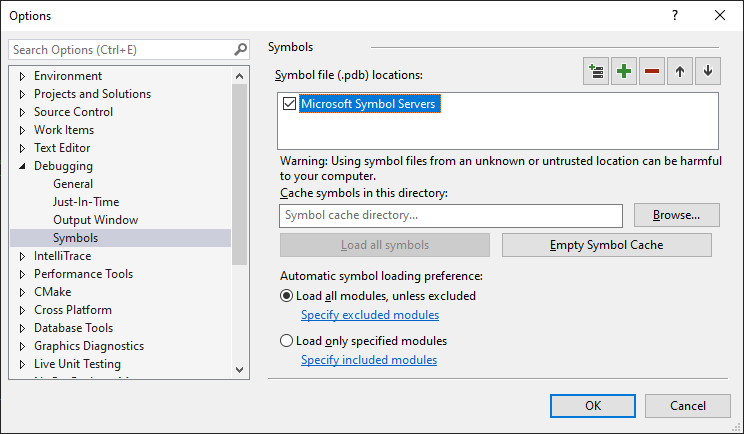 Options
Search Options (Ctrl+E)
Environment
Projects and Solutions
Source Control
Work Items
Text Editor
Debugging
General
Just-In-Time
Output Window
Symbols
IntelliTrace
Performance Tools
CMake
Cross Platform
Database Tools
Graphics Diagnostics
Live Unit Testing
Symbols
Symbol file (.pdb) locations:
Microsoft Symbol Servers
Warning: Using symbol files from an unknown or untrusted location can be harmful
to your computer.
Cache symbols in this directory:
Symbol cache directory...
Browse...
Load all symbols
Empty Symbol Cache
Automatic symbol loading preference:
Load all modules, unless excluded
Specify excluded modules
Load only specified modules
Specify included modules
OK
Cancel